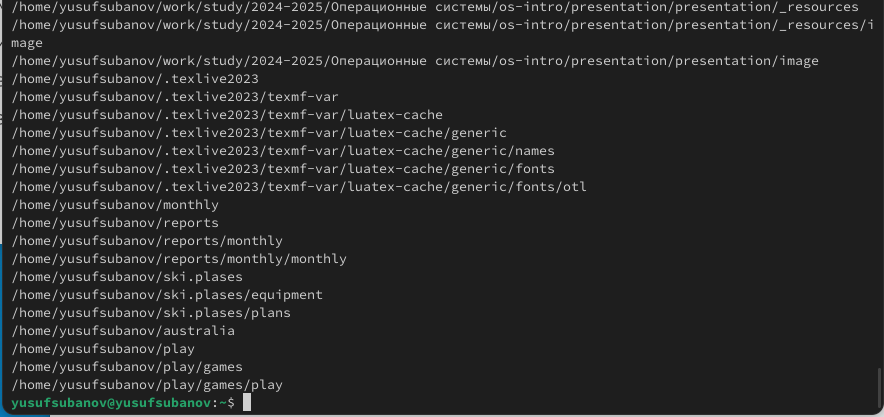 /home/yusufsubanov/work/study/2024-2025/Операционные системы/os-intro/presentation/presentation/_resources
/home/yusufsubanov/work/study/2024-2025/Операционные системы/os-intro/presentation/presentation/_resources/i
mage
/home/yusufsubanov/work/study/2024-2025/Операционные системы/os-intro/presentation/presentation/image
/home/yusufsubanov/.texlive2023
/home/yusufsubanov/.texlive2023/texmf-var
/home/yusufsubanov/.texlive2023/texmf-var/luatex-cache
/home/yusufsubanov/.texlive2023/texmf-var/luatex-cache/generic
/home/yusufsubanov/.texlive2023/texmf-var/luatex-cache/generic/names
/home/yusufsubanov/.texlive2023/texmf-var/luatex-cache/generic/fonts
/home/yusufsubanov/.texlive2023/texmf-var/luatex-cache/generic/fonts/otl
/home/yusufsubanov/monthly
/home/yusufsubanov/reports
/home/yusufsubanov/reports/monthly
/home/yusufsubanov/reports/monthly/monthly
/home/yusufsubanov/ski.plases
/home/yusufsubanov/ski.plases/equipment
/home/yusufsubanov/ski.plases/plans
/home/yusufsubanov/australia
/home/yusufsubanov/play
/home/yusufsubanov/play/games
/home/yusufsubanov/play/games/play
yusufsubanov@yusufsubanov:~$